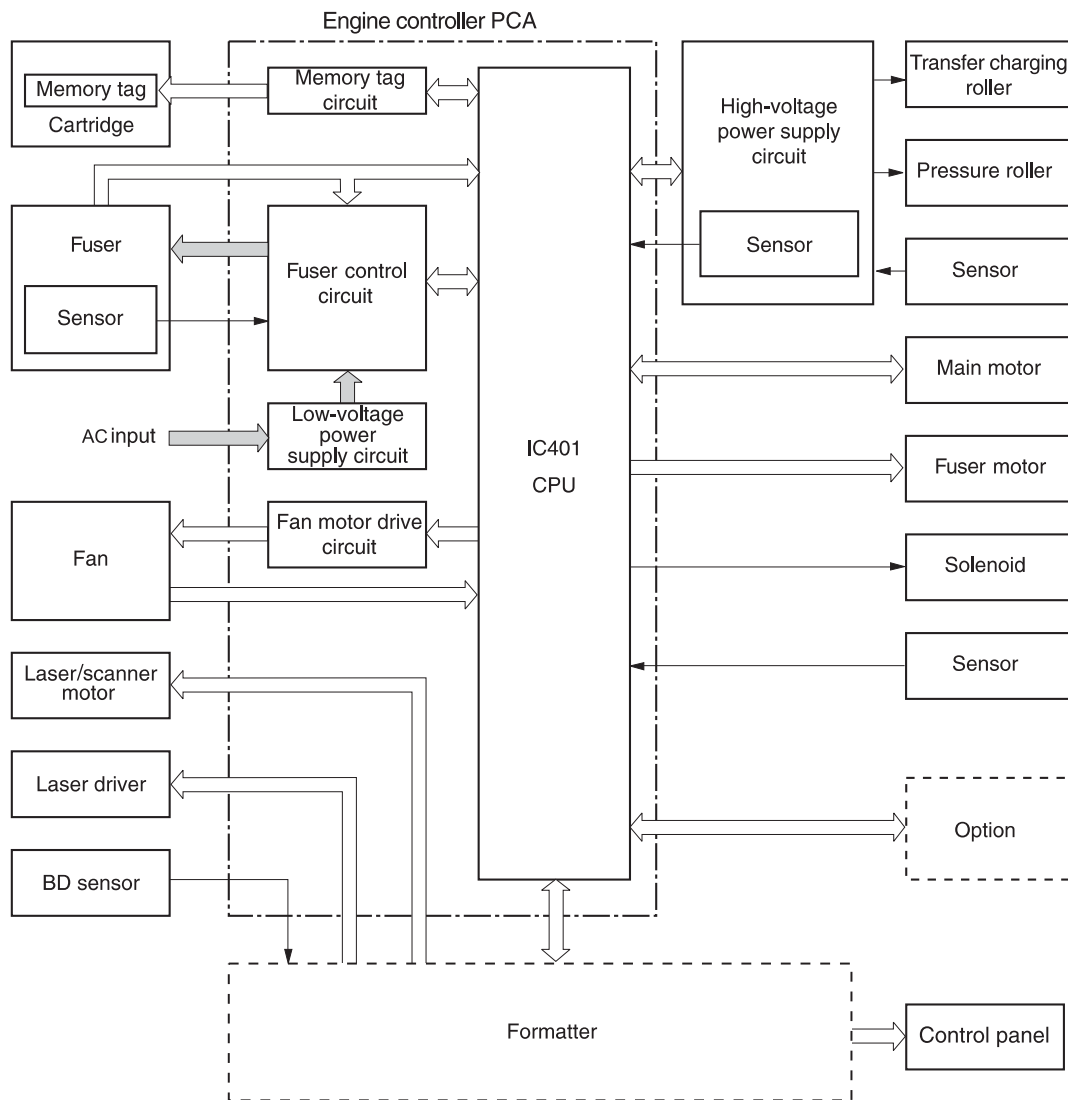 Engine controller PCA
Memory tag
Cartridge
Memory tag
circuit
High-voltage
power supply
circuit
Sensor
Transfer charging
roller
Pressure roller
Sensor
Fuser
Sensor
Fuser control
circuit
AC input
Low-voltage
power
supply circuit
IC401
CPU
Main motor
Fuser motor
Fan
Fan motor drive
circuit
Solenoid
Sensor
Laser/scanner
motor
Laser driver
BD sensor
Option
Formatter
Control panel